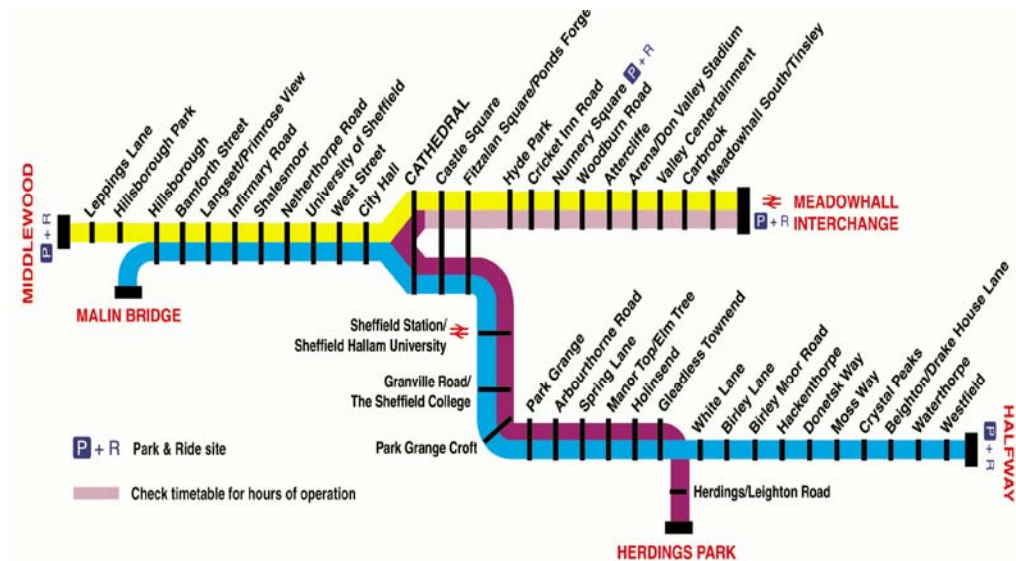 MIDDLEWOOD
P + R
Leppings Lane
Hillsborough Park
Hillsborough
Bamforth Street
Langsett/Primrose View
Infirmary Road
Shalesmoor
Netherthorpe Road
University of Sheffield
West Street
City Hall
CATHEDRAL
Castle Square
Fitzalan Square/Ponds Forge
Hyde Park
Cricket Inn Road
Nunnery Square P + R
Woodburn Road
Attercliffe
Arena/Don Valley Stadium
Valley Centertainment
Carbrook
Meadowhall South/Tinsley
MEADOWHALL
P + R INTERCHANGE
MALIN BRIDGE
Sheffield Station/
Sheffield Hallam University
Granville Road/
The Sheffield College
Park Grange Croft
Park Grange
Arbourthorne Road
Spring Lane
Manor Top/Elm Tree
Holinsend
Gleadless Townend
White Lane
Birley Lane
Birley Moor Road
Hackenthorpe
Donetsk Way
Moss Way
Crystal Peaks
Beighton/Drake House Lane
Waterthorpe
Westfield
HALFWAY
P + R
P + R Park & Ride site
Check timetable for hours of operation
Herdings/Leighton Road
HERDINGS PARK